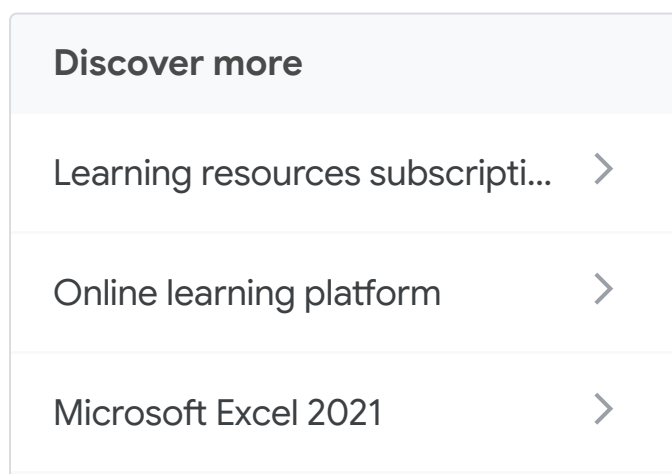 Discover more
Learning resources subscripti...
Online learning platform
Microsoft Excel 2021